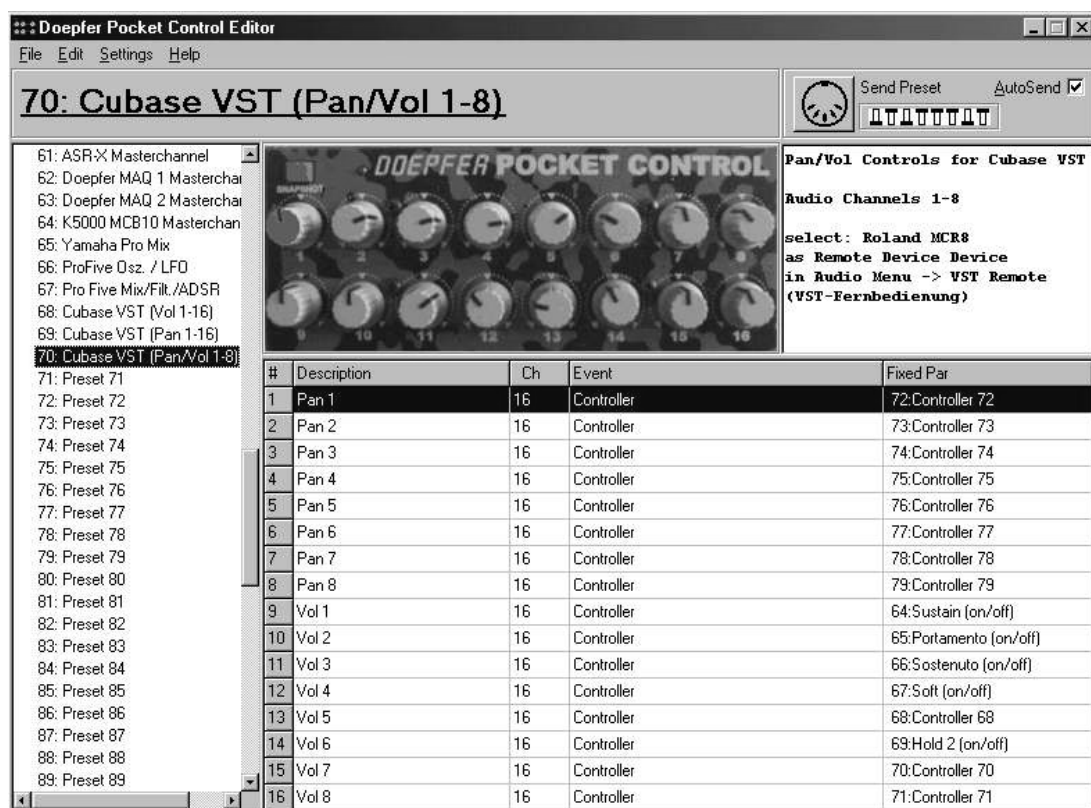 Doepfer Pocket Control Editor
File Edit Settings Help
70: Cubase VST (Pan/Vol 1-8)
Send Preset AutoSend
61: ASR-X Masterchannel
62: Doepfer MAQ 1 Masterchar
63: Doepfer MAQ 2 Masterchar
64: K5000 MCB10 Masterchan
65: Yamaha Pro Mix
66: ProFive Osz. / LFO
67: Pro Five Mix/Filt./ADSR
68: Cubase VST (Vol 1-16)
69: Cubase VST (Pan 1-16)
70: Cubase VST (Pan/Vol 1-8)
71: Preset 71
72: Preset 72
73: Preset 73
74: Preset 74
75: Preset 75
76: Preset 76
77: Preset 77
78: Preset 78
79: Preset 79
80: Preset 80
81: Preset 81
82: Preset 82
83: Preset 83
84: Preset 84
85: Preset 85
86: Preset 86
87: Preset 87
88: Preset 88
89: Preset 89
DOEPFER POCKET CONTROL
SNAPSHOT
1 2 3 4 5 6 7 8
9 10 11 12 13 14 15 16
Pan/Vol Controls for Cubase VST
Audio Channels 1-8
select: Roland MCR8
as Remote Device Device
in Audio Menu -> VST Remote
(VST-Fernbedienung)
# Description Ch Event Fixed Par
1 Pan 1 16 Controller 72:Controller 72
2 Pan 2 16 Controller 73:Controller 73
3 Pan 3 16 Controller 74:Controller 74
4 Pan 4 16 Controller 75:Controller 75
5 Pan 5 16 Controller 76:Controller 76
6 Pan 6 16 Controller 77:Controller 77
7 Pan 7 16 Controller 78:Controller 78
8 Pan 8 16 Controller 79:Controller 79
9 Vol 1 16 Controller 64:Sustain (on/off)
10 Vol 2 16 Controller 65:Portamento (on/off)
11 Vol 3 16 Controller 66:Sostenuto (on/off)
12 Vol 4 16 Controller 67:Soft (on/off)
13 Vol 5 16 Controller 68:Controller 68
14 Vol 6 16 Controller 69:Hold 2 (on/off)
15 Vol 7 16 Controller 70:Controller 70
16 Vol 8 16 Controller 71:Controller 71